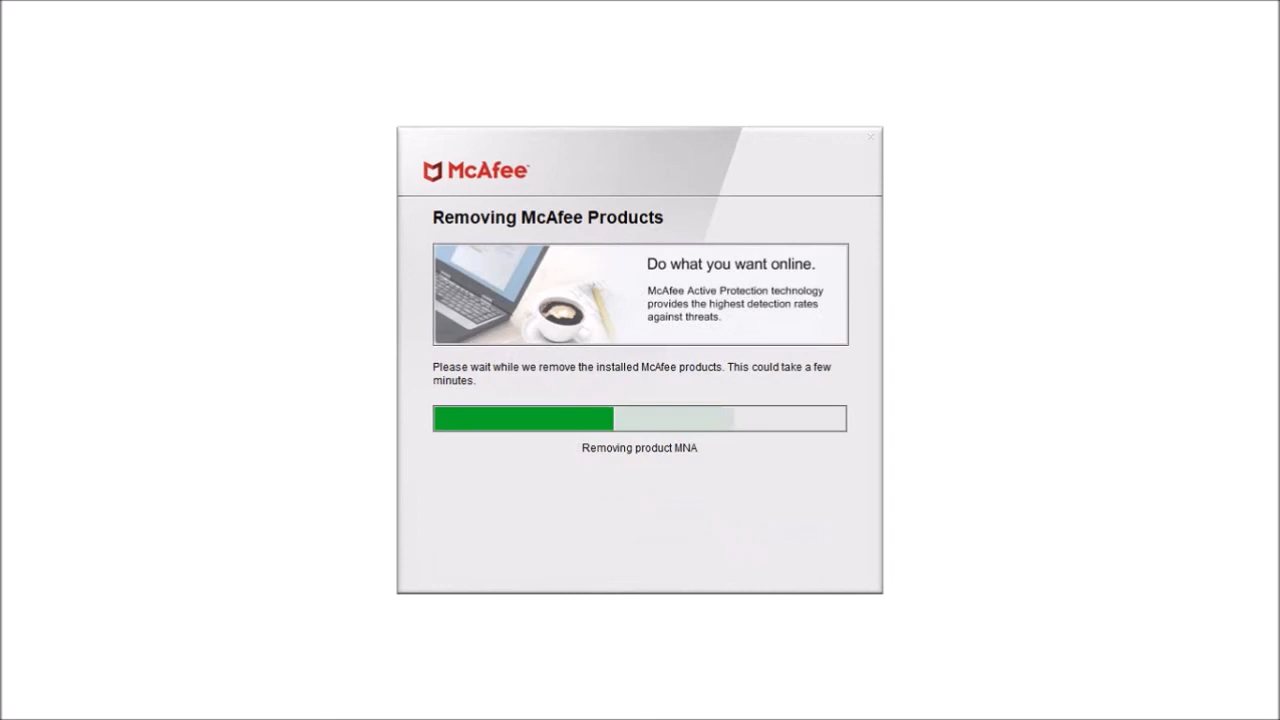 McAfee™
Removing McAfee Products
Do what you want online.
McAfee Active Protection technology
provides the highest detection rates
against threats.
Please wait while we remove the installed McAfee products. This could take a few
minutes.
Removing product MNA